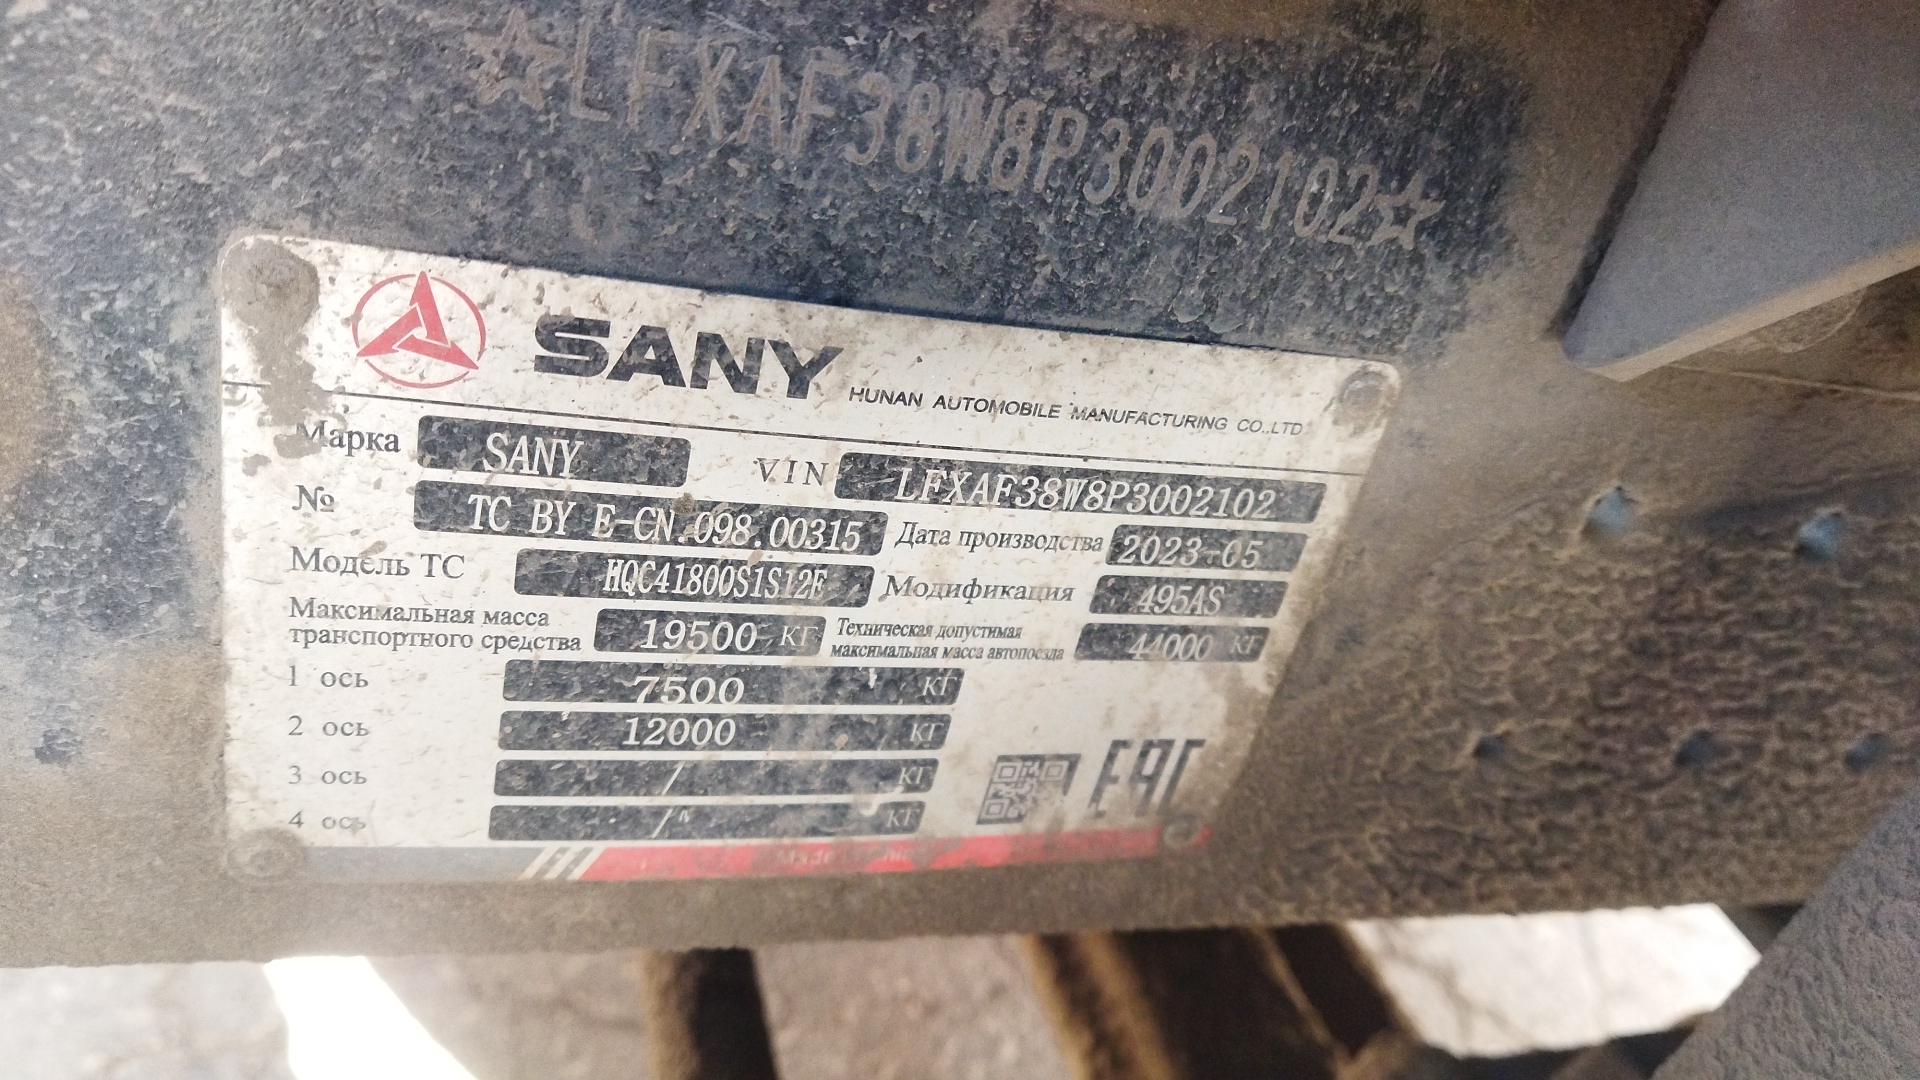 ☆LFXAF38W8P3002102☆
SANY HUNAN AUTOMOBILE MANUFACTURING CO.,LTD
Марка SANY VIN LFXAF38W8P3002102
№ TC BY E-CN.098.00315 Дата производства 2023-05
Модель ТС HQC41800S1S12E Модификация 495AS
Максимальная масса транспортного средства 19500 КГ Техническая допустимая максимальная масса автопоезда 44000 КГ
1 ось 7500 КГ
2 ось 12000 КГ
3 ось / КГ
4 ось / КГ
EAC